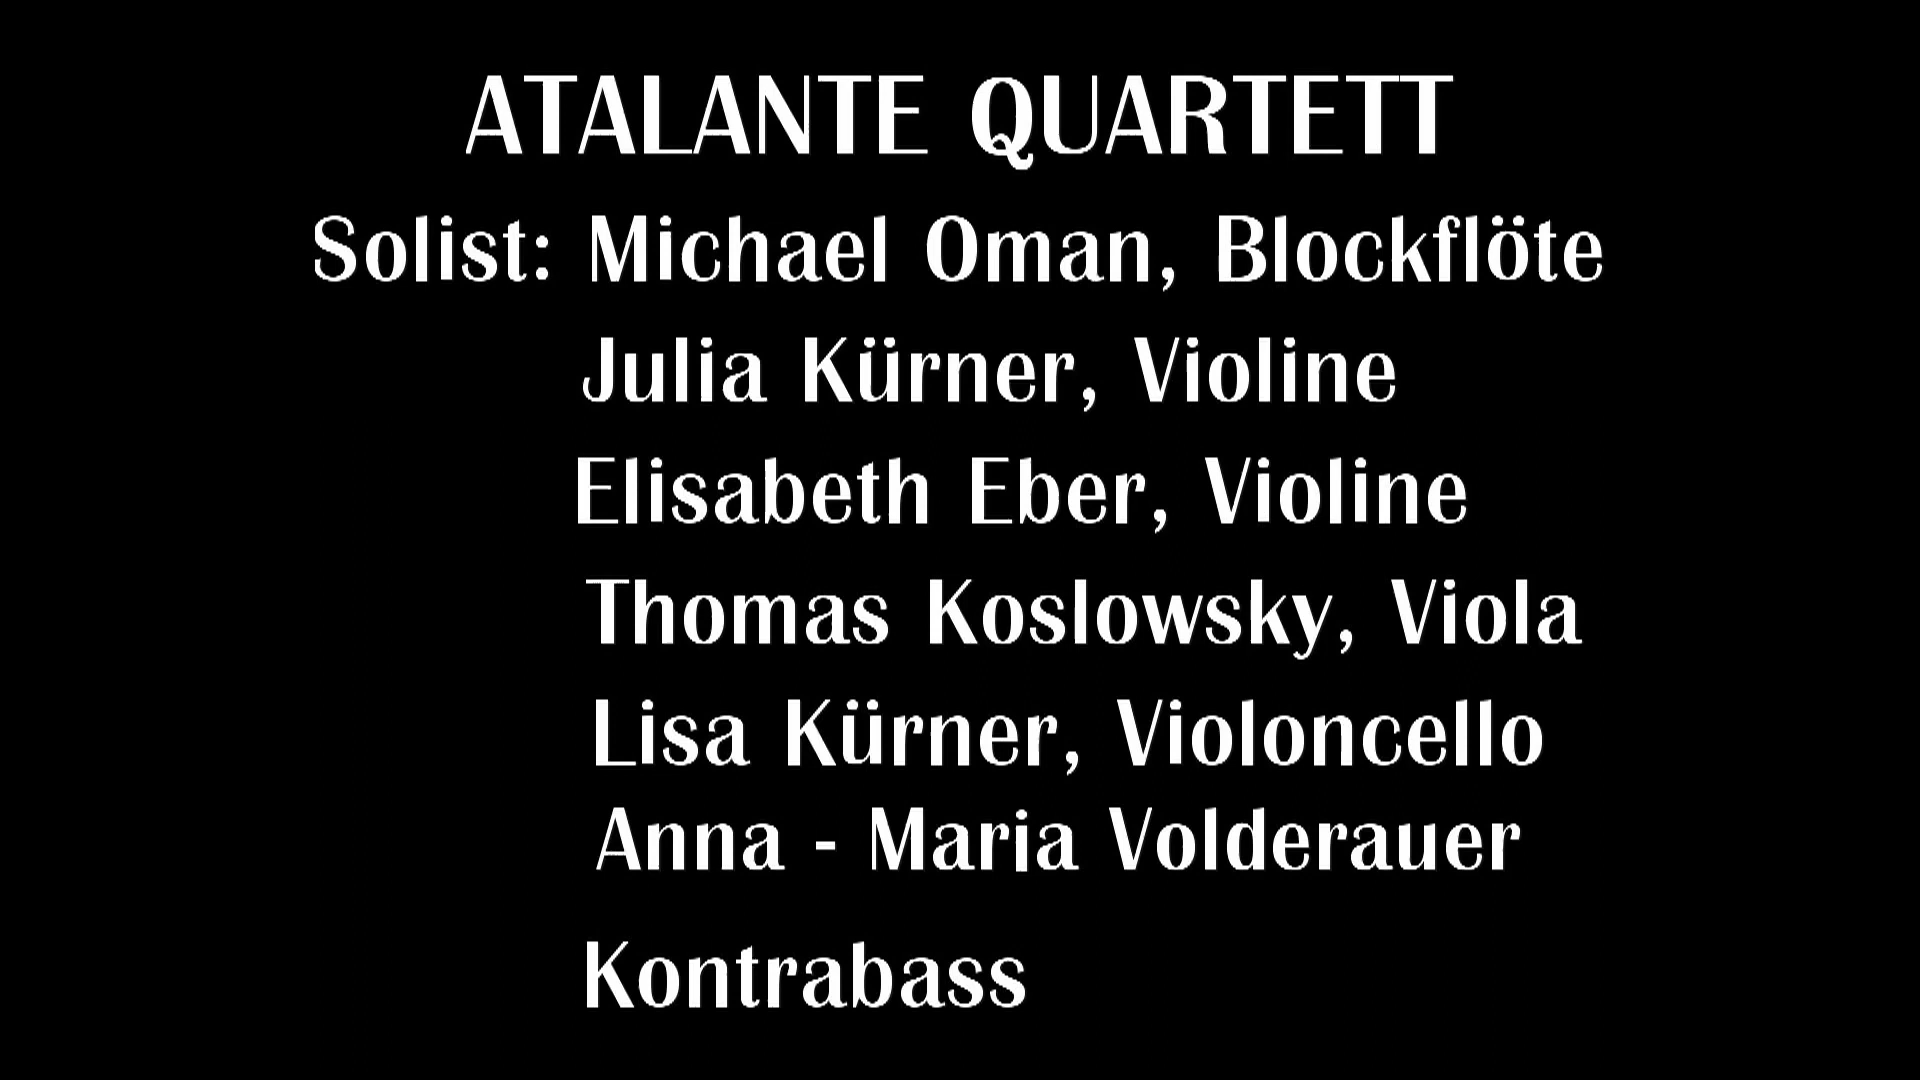 ATALANTE QUARTETT
Solist: Michael Oman, Blockflöte
Julia Kürner, Violine
Elisabeth Eber, Violine
Thomas Koslowsky, Viola
Lisa Kürner, Violoncello
Anna - Maria Volderauer
Kontrabass